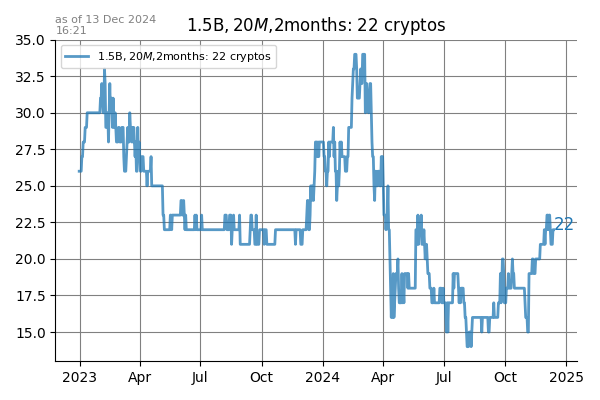 as of 13 Dec 2024
16:21
1.5B, 20M,2months: 22 cryptos
1.5B, 20M,2months: 22 cryptos
35.0
32.5
30.0
27.5
25.0
22.5
20.0
17.5
15.0
22
2023
Apr
Jul
Oct
2024
Apr
Jul
Oct
2025